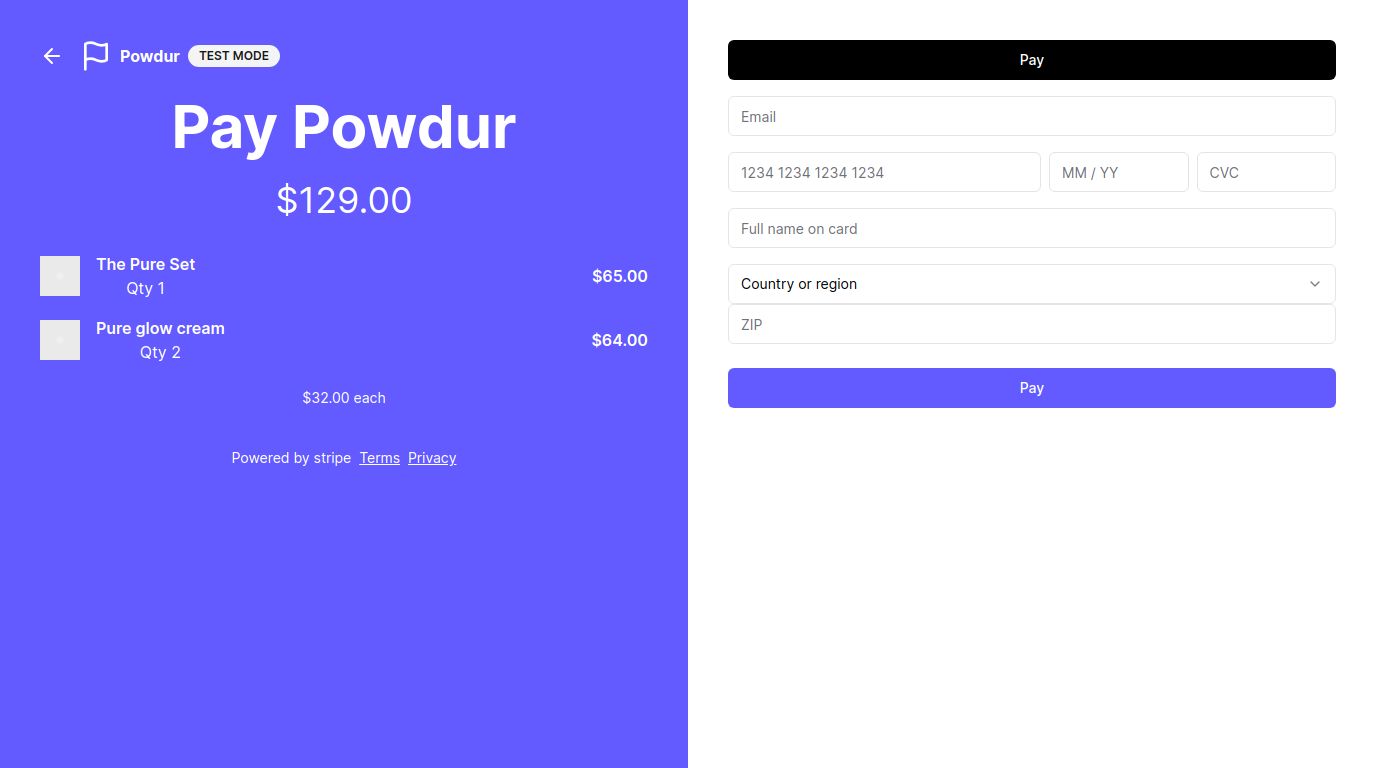 Powdur TEST MODE
Pay Powdur
$129.00
The Pure Set
Qty 1
$65.00
Pure glow cream
Qty 2
$64.00
$32.00 each
Powered by stripe Terms Privacy
Pay
Email
1234 1234 1234 1234 MM / YY CVC
Full name on card
Country or region
ZIP
Pay